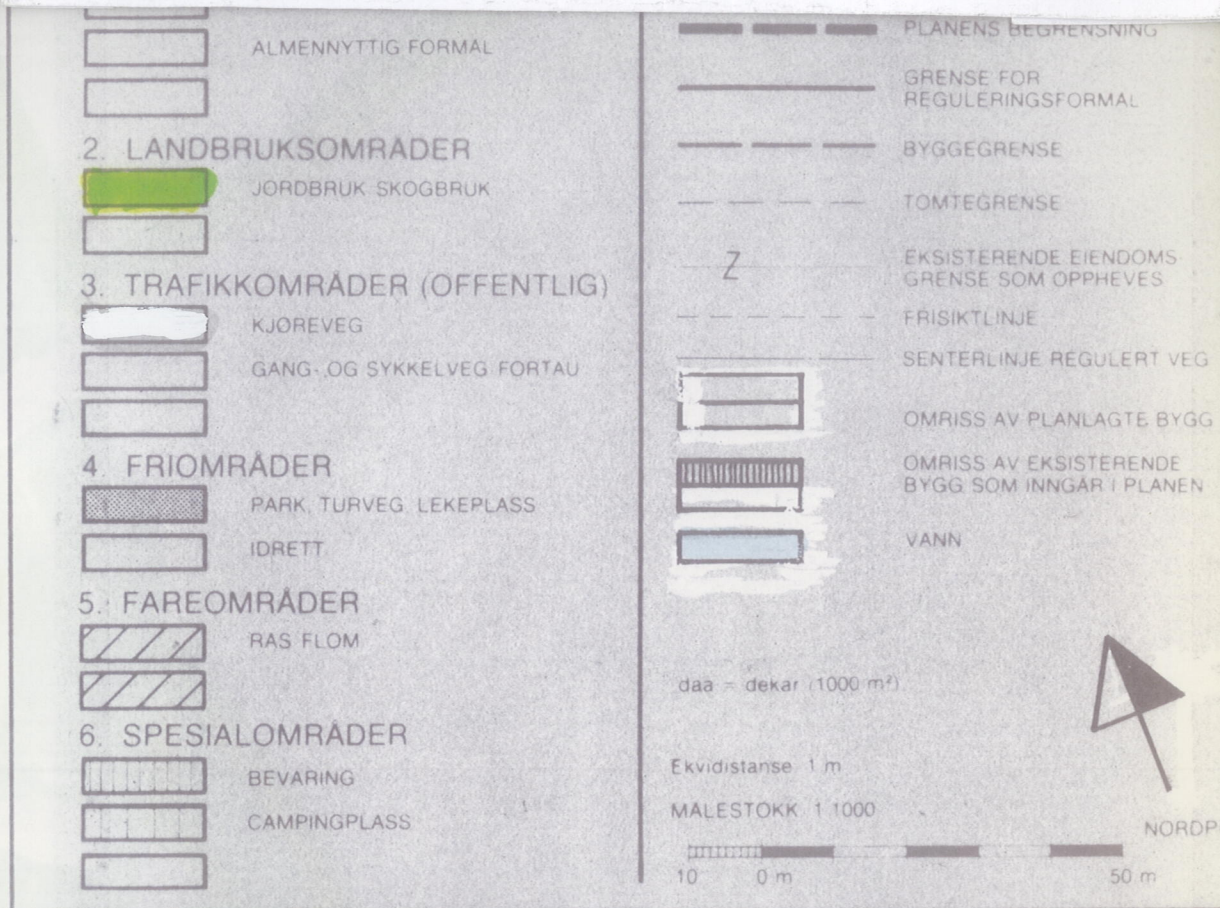 ALMENNYTTIG FORMAL
2. LANDBRUKSOMRÅDER
JORDBRUK SKOGBRUK
3. TRAFIKKOMRÅDER (OFFENTLIG)
KJØREVEG
GANG- OG SYKKELVEG FORTAU
4. FRIOMRÅDER
PARK, TURVEG, LEKEPLASS
IDRETT
5. FAREOMRÅDER
RAS FLOM
6. SPESIALOMRÅDER
BEVARING
CAMPINGPLASS
PLANENS BEGRENSNING
GRENSE FOR
REGULERINGSFORMAL
BYGGEGRENSE
TOMTEGRENSE
Z
EKSISTERENDE EIENDOMS
GRENSE SOM OPPHEVES
FRISIKTLINJE
SENTERLINJE REGULERT VEG
OMRISS AV PLANLAGTE BYGG
OMRISS AV EKSISTERENDE
BYGG SOM INNGÅR I PLANEN
VANN
daa = dekar (1000 m²)
Ekvidistanse 1 m
MÅLESTOKK 1:1000
NORDP
10 0 m 50 m